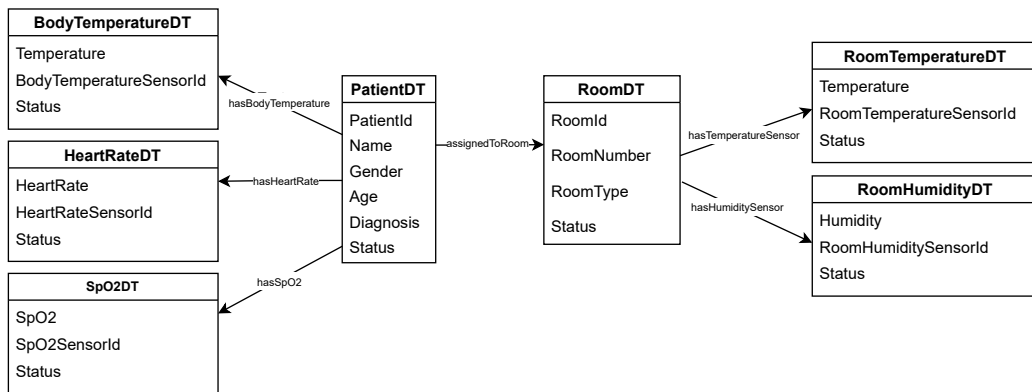 BodyTemperatureDT
Temperature
BodyTemperatureSensorId
Status
HeartRateDT
HeartRate
HeartRateSensorId
Status
SpO2DT
SpO2
SpO2SensorId
Status
hasBodyTemperature
hasHeartRate
hasSpO2
PatientDT
PatientId
Name
Gender
Age
Diagnosis
Status
assignedToRoom
RoomDT
RoomId
RoomNumber
RoomType
Status
hasTemperatureSensor
hasHumiditySensor
RoomTemperatureDT
Temperature
RoomTemperatureSensorId
Status
RoomHumidityDT
Humidity
RoomHumiditySensorId
Status